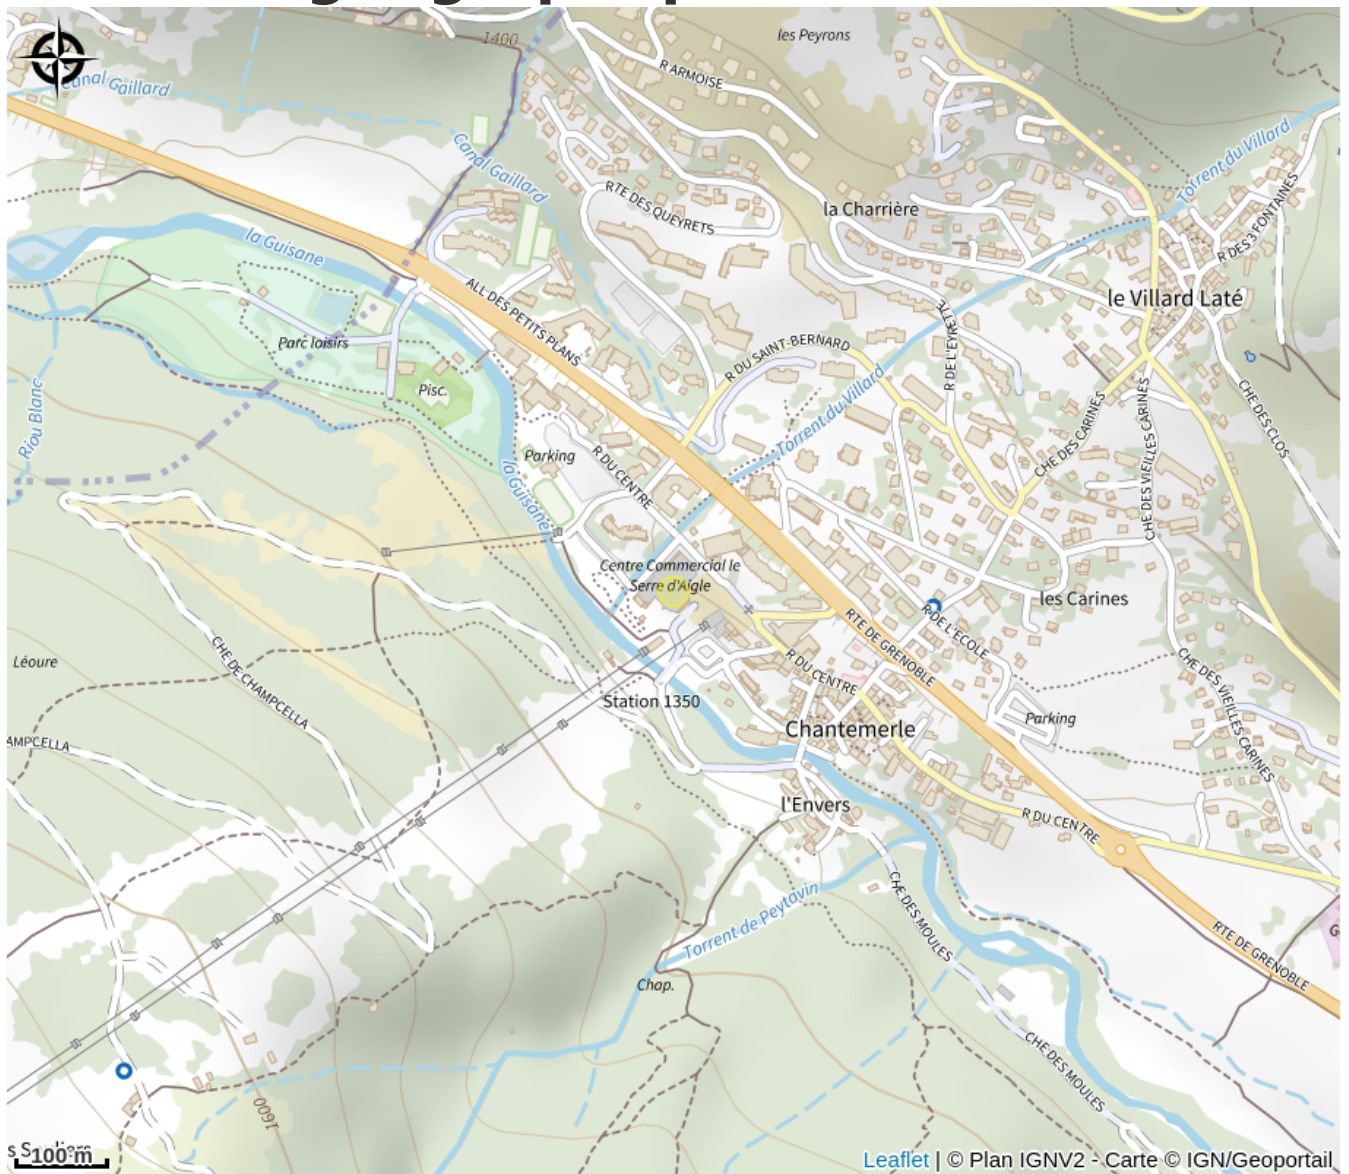 1400
les Peyrons
Canal Gaillard
R ARMOISE
Canal Gaillard
Torrent du Villard
RTE DES QUEYRETS
la Charrière
R DES 3 FONTAINES
la Guisane
ALL DES PETITS PLANS
le Villard Laté
R DE L'EYRETTE
Parc loisirs
R DU SAINT-BERNARD
Pisc.
Riou Blanc
Torrent du Villard
CHE DES CARINES
CHE DES VIEILLES CARINES
CHE DES CLOS
Parking
R DU CENTRE
la Guisane
Centre Commercial le
Serre d'Aigle
les Carines
R DE L'ECOLE
RTE DE GRENOBLE
Léoure
CHE DE CHAMPCELLA
R DU CENTRE
CHE DES VIEILLES CARINES
Station 1350
Parking
Chantemerle
AMPCELLA
l'Envers
R DU CENTRE
CHE DES MOULES
Torrent de Peytavin
RTE DE GRENOBLE
G
Chap.
CHE DES MOULES
1600
100 m
Leaflet | © Plan IGNV2 - Carte © IGN/Geoportail